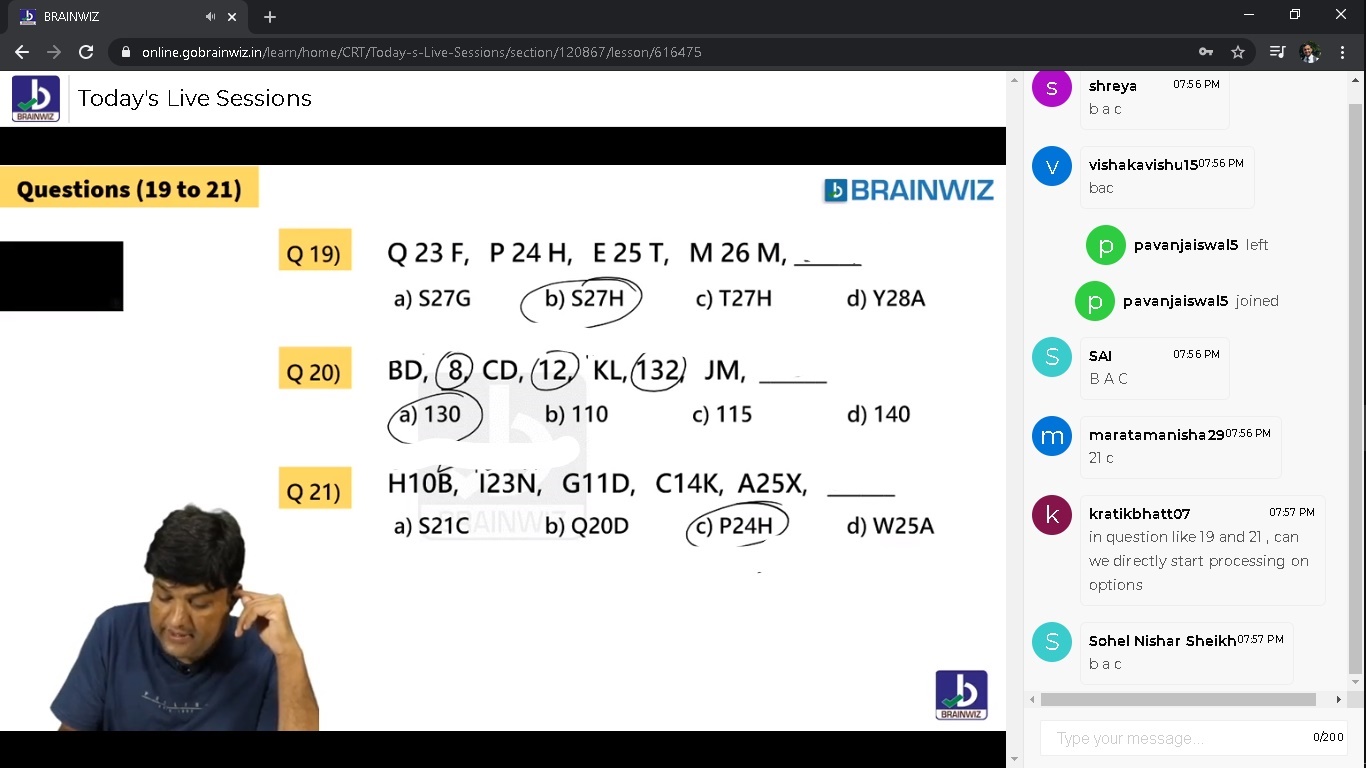 BRAINWIZ
online.gobrainwiz.in/learn/home/CRT/Today-s-Live-Sessions/section/120867/lesson/616475
BRAINWIZ
Today's Live Sessions
Questions (19 to 21)
BRAINWIZ
Q 19) Q 23 F, P 24 H, E 25 T, M 26 M, ______
a) S27G b) S27H c) T27H d) Y28A
Q 20) BD, 8, CD, 12, KL, 132, JM, ______
a) 130 b) 110 c) 115 d) 140
Q 21) H10B, I23N, G11D, C14K, A25X, ______
a) S21C b) Q20D c) P24H d) W25A
BRAINWIZ
BRAINWIZ
s shreya 07:56 PM
b a c
v vishakavishu15 07:56 PM
bac
p pavanjaiswal5 left
p pavanjaiswal5 joined
S SAI 07:56 PM
B A C
m maratamanisha29 07:56 PM
21 c
k kratikbhatt07 07:57 PM
in question like 19 and 21 , can
we directly start processing on
options
S Sohel Nishar Sheikh 07:57 PM
b a c
Type your message... 0/200